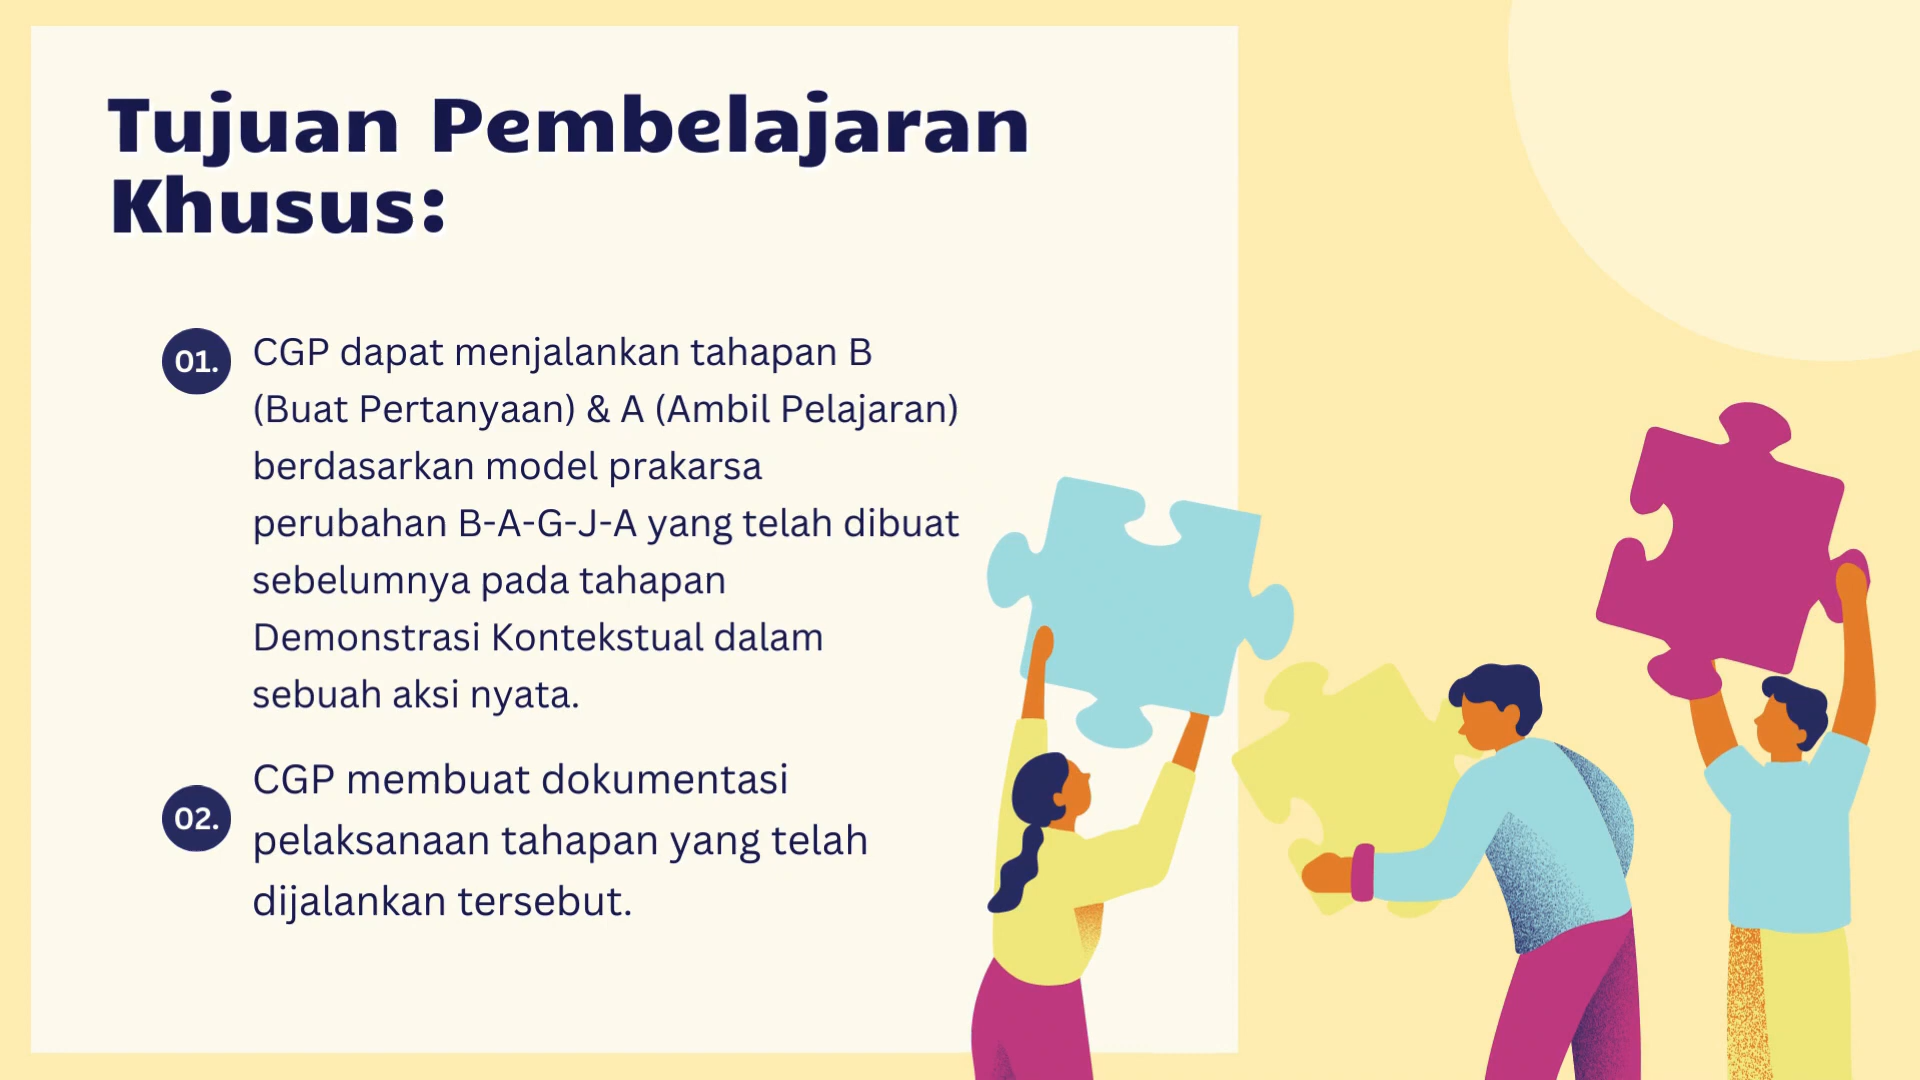 Tujuan Pembelajaran
Khusus:
01.
CGP dapat menjalankan tahapan B
(Buat Pertanyaan) & A (Ambil Pelajaran)
berdasarkan model prakarsa
perubahan B-A-G-J-A yang telah dibuat
sebelumnya pada tahapan
Demonstrasi Kontekstual dalam
sebuah aksi nyata.
02.
CGP membuat dokumentasi
pelaksanaan tahapan yang telah
dijalankan tersebut.